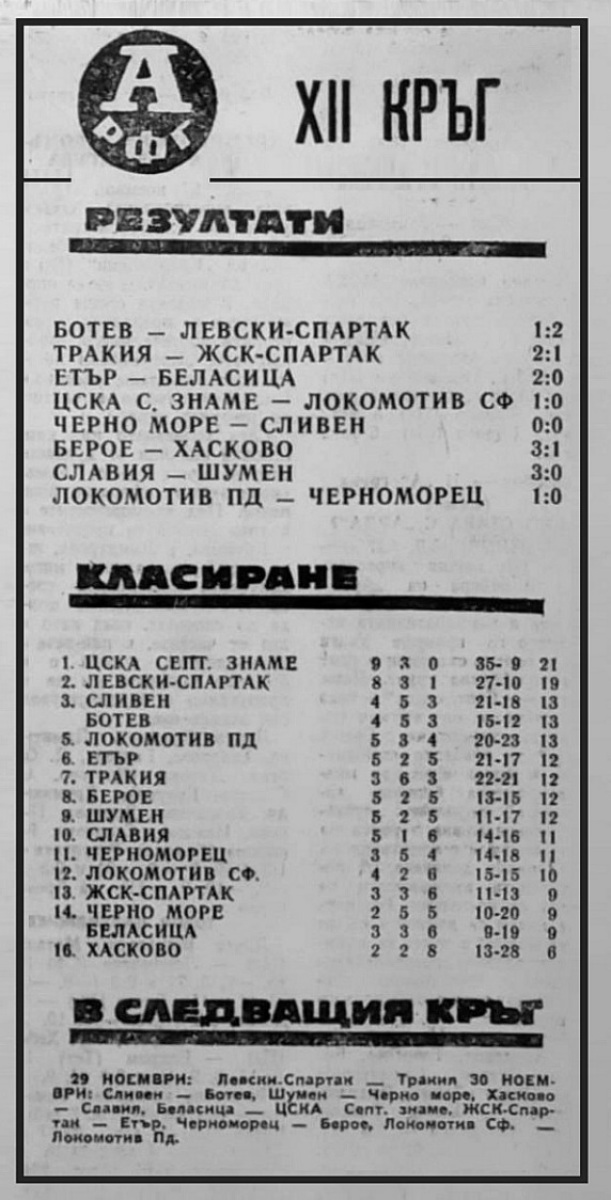 А
РФГ
XII КРЪГ
РЕЗУЛТАТИ
БОТЕВ — ЛЕВСКИ-СПАРТАК 1:2
ТРАКИЯ — ЖСК-СПАРТАК 2:1
ЕТЪР — БЕЛАСИЦА 2:0
ЦСКА С. ЗНАМЕ — ЛОКОМОТИВ СФ 1:0
ЧЕРНО МОРЕ — СЛИВЕН 0:0
БЕРОЕ — ХАСКОВО 3:1
СЛАВИЯ — ШУМЕН 3:0
ЛОКОМОТИВ ПД — ЧЕРНОМОРЕЦ 1:0
КЛАСИРАНЕ
1. ЦСКА СЕПТ. ЗНАМЕ 9 3 0 35- 9 21
2. ЛЕВСКИ-СПАРТАК 8 3 1 27-10 19
3. СЛИВЕН 4 5 3 21-18 13
БОТЕВ 4 5 3 15-12 13
5. ЛОКОМОТИВ ПД 5 3 4 20-23 13
6. ЕТЪР 5 2 5 21-17 12
7. ТРАКИЯ 3 6 3 22-21 12
8. БЕРОЕ 5 2 5 13-15 12
9. ШУМЕН 5 2 5 11-17 12
10. СЛАВИЯ 5 1 6 14-16 11
11. ЧЕРНОМОРЕЦ 3 5 4 14-18 11
12. ЛОКОМОТИВ СФ. 4 2 6 15-15 10
13. ЖСК-СПАРТАК 3 3 6 11-13 9
14. ЧЕРНО МОРЕ 2 5 5 10-20 9
БЕЛАСИЦА 3 3 6 9-19 9
16. ХАСКОВО 2 2 8 13-28 6
В СЛЕДВАЩИЯ КРЪГ
29 НОЕМВРИ: Левски.Спартак — Тракия 30 НОЕМ-
ВРИ: Сливен — Ботев, Шумен — Черно море, Хасково
— Славия, Беласица — ЦСКА Септ. знаме, ЖСК-Спар-
так — Етър, Черноморец — Берое, Локомотив Сф. —
Локомотив Пд.